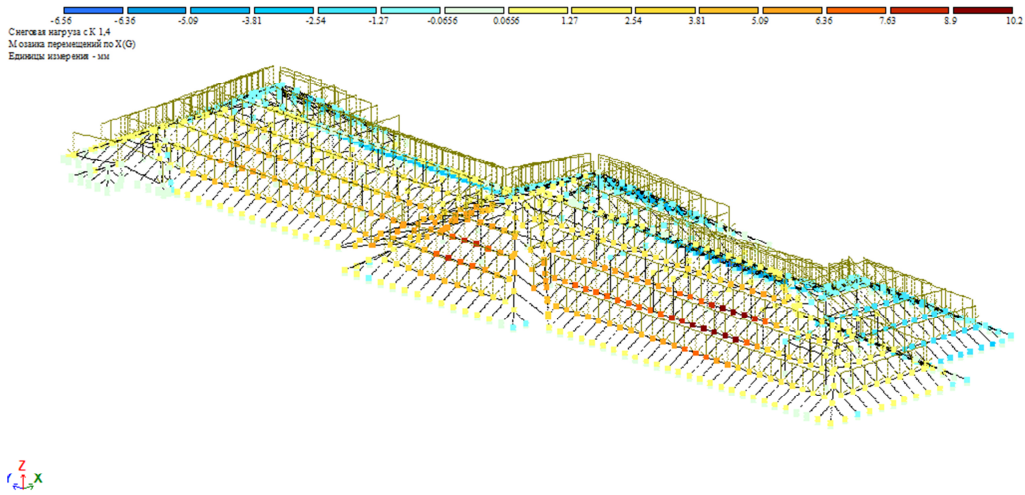 -6.56 -6.36 -5.09 -3.81 -2.54 -1.27 -0.0656 0.0656 1.27 2.54 3.81 5.09 6.36 7.63 8.9 10.2
Снеговая нагруза с К 1,4
Мозаика перемещений по X(G)
Единицы измерения - мм
Z
Y X